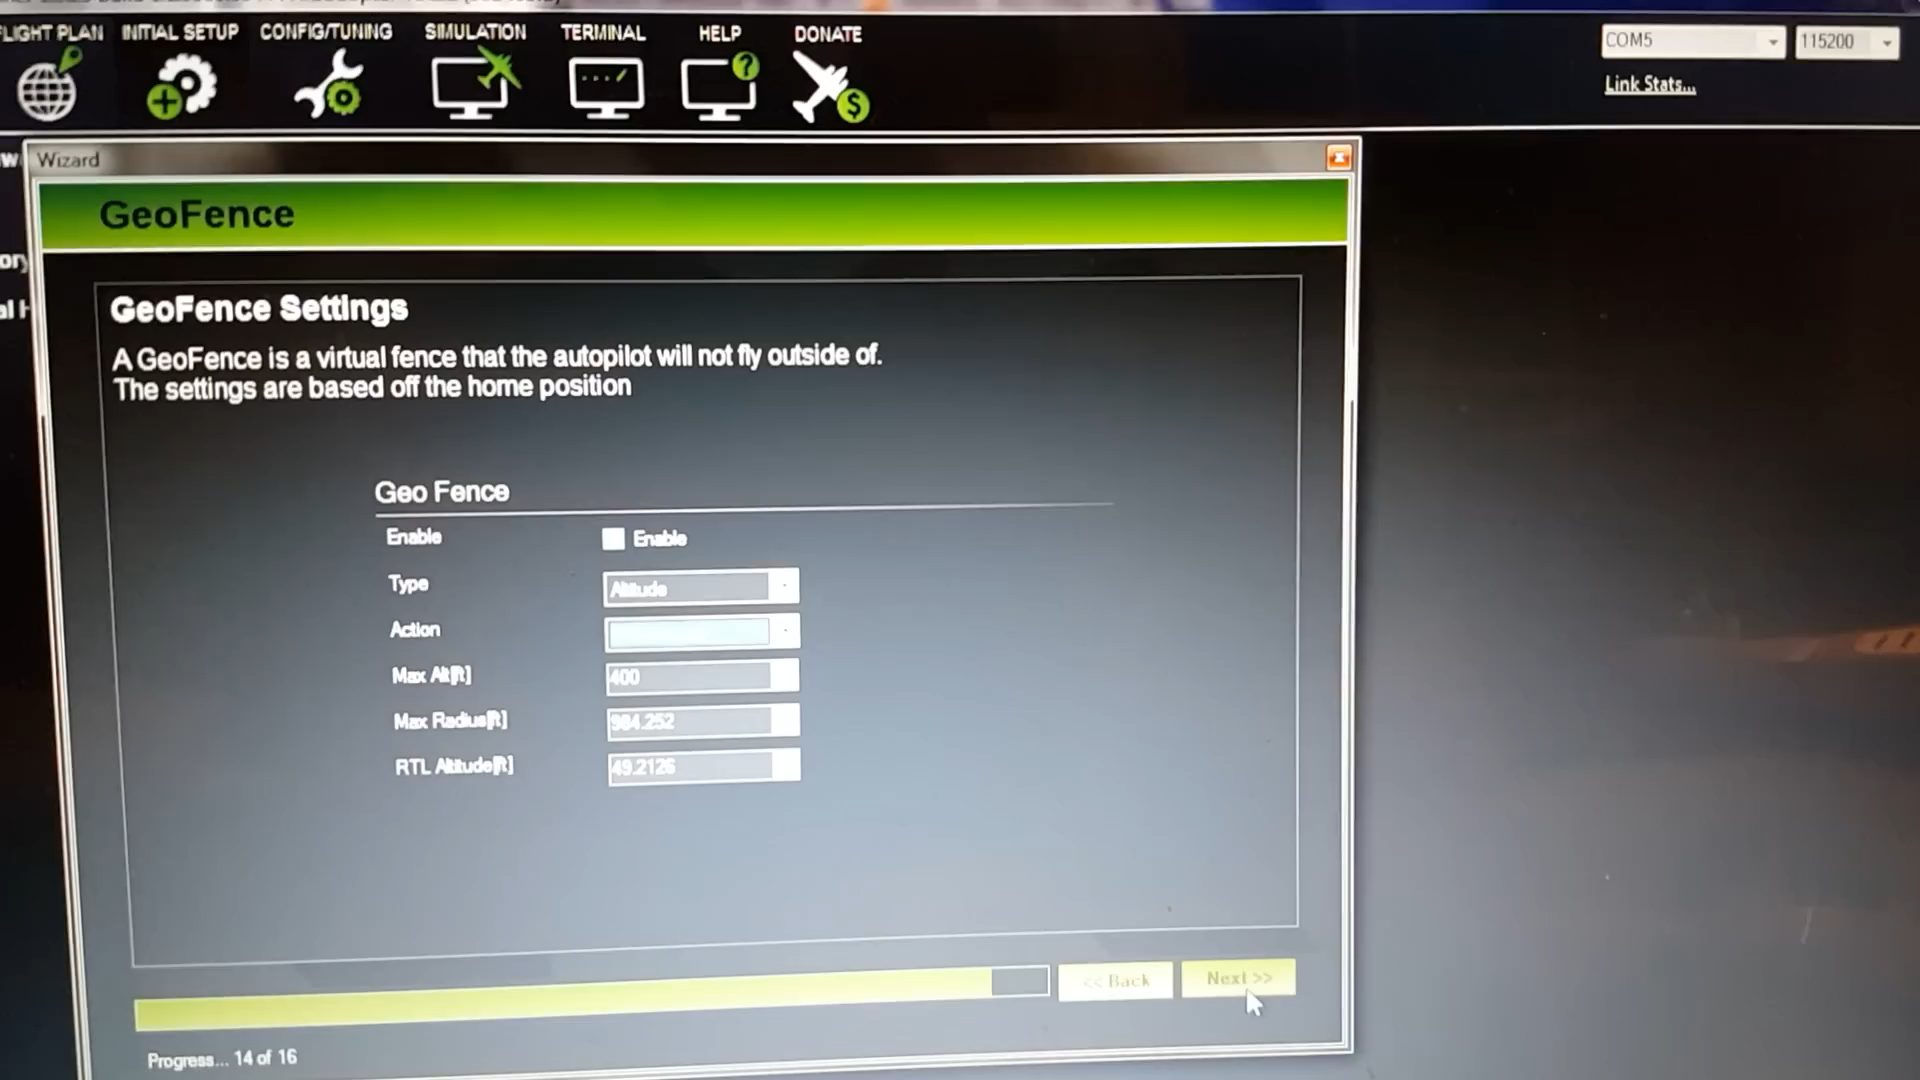 FLIGHT PLAN INITIAL SETUP CONFIG/TUNING SIMULATION TERMINAL HELP DONATE
COM5 115200
Link Stats...
Wizard
GeoFence
GeoFence Settings
A GeoFence is a virtual fence that the autopilot will not fly outside of.
The settings are based off the home position
Geo Fence
Enable Enable
Type Altitude
Action
Max Alt[ft] 400
Max Radius[ft] 984.252
RTL Altitude[ft] 49.2126
<< Back Next >>
Progress... 14 of 16